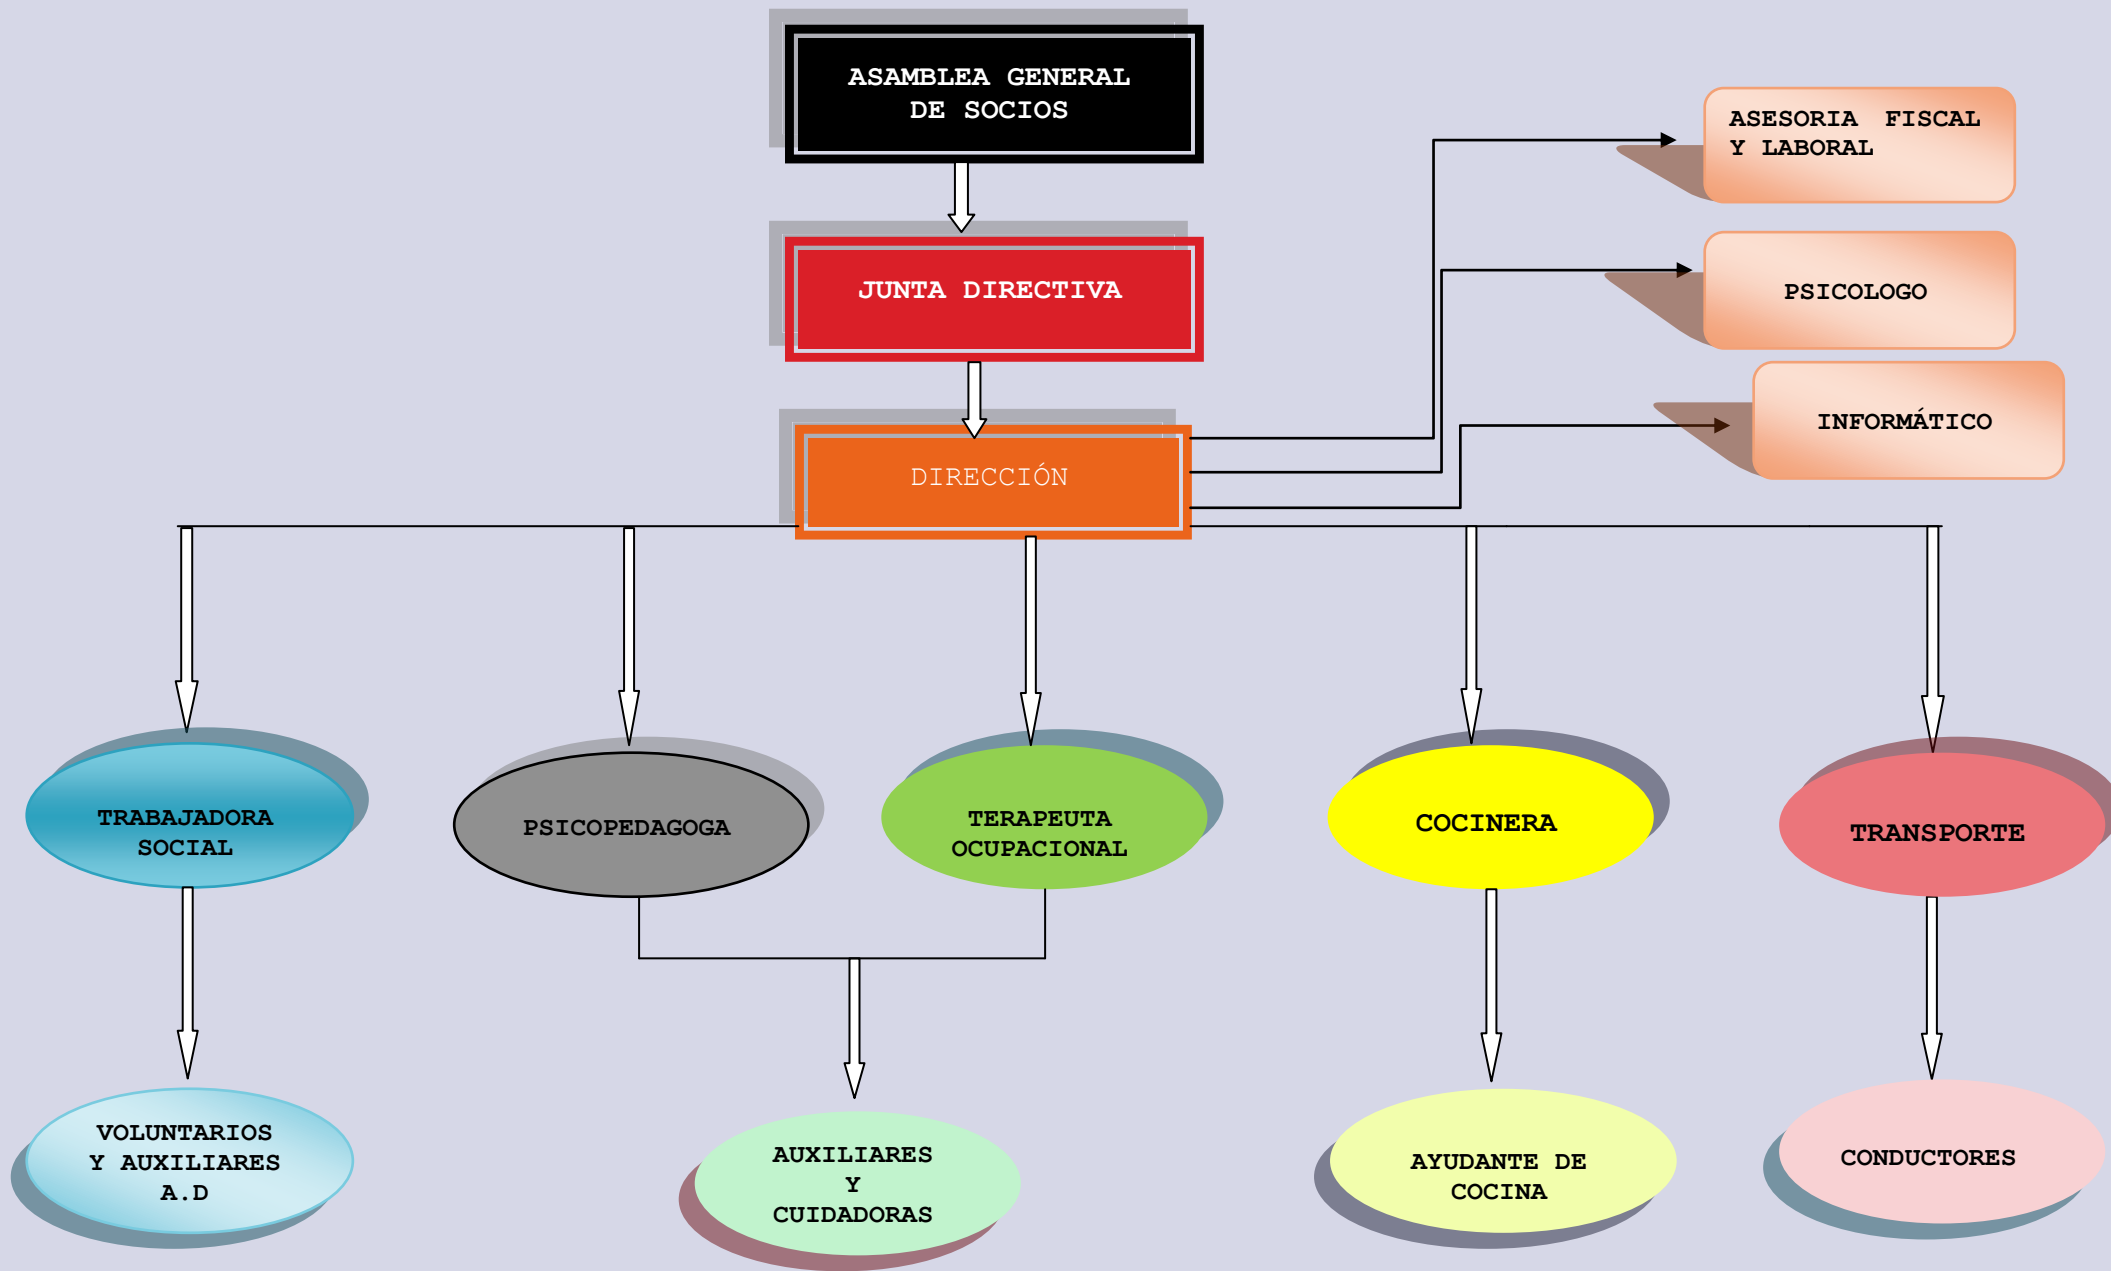 ASAMBLEA GENERAL
DE SOCIOS
ASESORIA FISCAL
Y LABORAL
JUNTA DIRECTIVA
PSICOLOGO
INFORMÁTICO
DIRECCIÓN
TRABAJADORA
SOCIAL
PSICOPEDAGOGA
TERAPEUTA
OCUPACIONAL
COCINERA
TRANSPORTE
VOLUNTARIOS
Y AUXILIARES
A.D
AUXILIARES
Y
CUIDADORAS
AYUDANTE DE
COCINA
CONDUCTORES